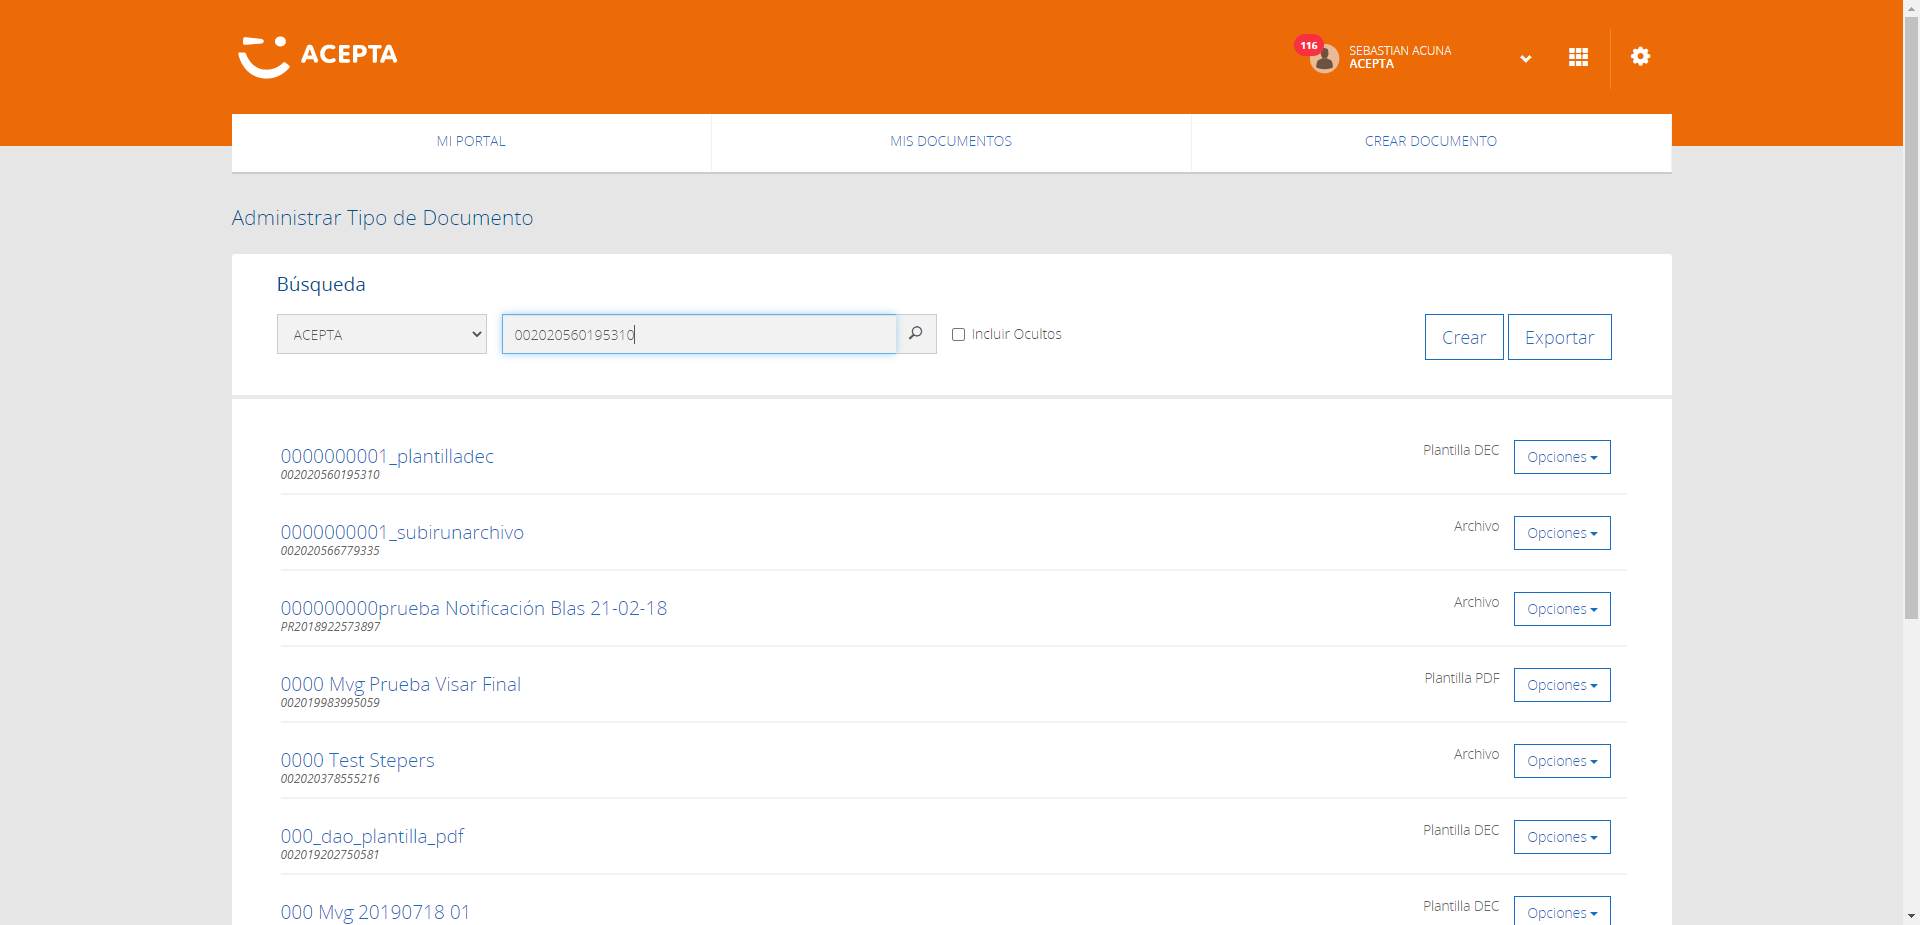 ACEPTA
116
SEBASTIAN ACUNA
ACEPTA
MI PORTAL
MIS DOCUMENTOS
CREAR DOCUMENTO
Administrar Tipo de Documento
Búsqueda
ACEPTA
002020560195310
Incluir Ocultos
Crear
Exportar
0000000001_plantilladec
002020560195310
Plantilla DEC
Opciones
0000000001_subirunarchivo
002020566779335
Archivo
Opciones
000000000prueba Notificación Blas 21-02-18
PR2018922573897
Archivo
Opciones
0000 Mvg Prueba Visar Final
002019983995059
Plantilla PDF
Opciones
0000 Test Stepers
002020378555216
Archivo
Opciones
000_dao_plantilla_pdf
002019202750581
Plantilla DEC
Opciones
000 Mvg 20190718 01
Plantilla DEC
Opciones